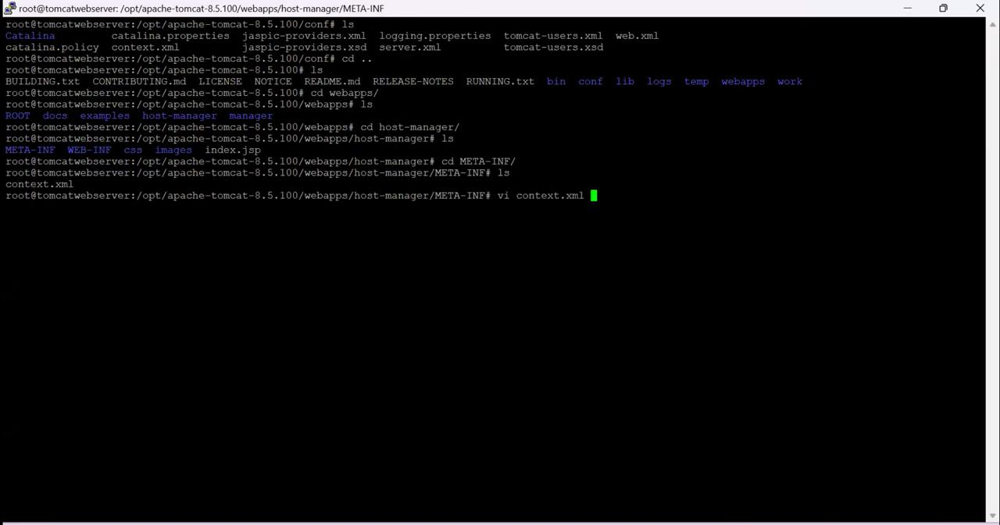 root@tomcatwebserver: /opt/apache-tomcat-8.5.100/webapps/host-manager/META-INF
root@tomcatwebserver:/opt/apache-tomcat-8.5.100/conf# ls
Catalina catalina.properties jaspic-providers.xml logging.properties tomcat-users.xml web.xml
catalina.policy context.xml jaspic-providers.xsd server.xml tomcat-users.xsd
root@tomcatwebserver:/opt/apache-tomcat-8.5.100/conf# cd ..
root@tomcatwebserver:/opt/apache-tomcat-8.5.100# ls
BUILDING.txt CONTRIBUTING.md LICENSE NOTICE README.md RELEASE-NOTES RUNNING.txt bin conf lib logs temp webapps work
root@tomcatwebserver:/opt/apache-tomcat-8.5.100# cd webapps/
root@tomcatwebserver:/opt/apache-tomcat-8.5.100/webapps# ls
ROOT docs examples host-manager manager
root@tomcatwebserver:/opt/apache-tomcat-8.5.100/webapps# cd host-manager/
root@tomcatwebserver:/opt/apache-tomcat-8.5.100/webapps/host-manager# ls
META-INF WEB-INF css images index.jsp
root@tomcatwebserver:/opt/apache-tomcat-8.5.100/webapps/host-manager# cd META-INF/
root@tomcatwebserver:/opt/apache-tomcat-8.5.100/webapps/host-manager/META-INF# ls
context.xml
root@tomcatwebserver:/opt/apache-tomcat-8.5.100/webapps/host-manager/META-INF# vi context.xml